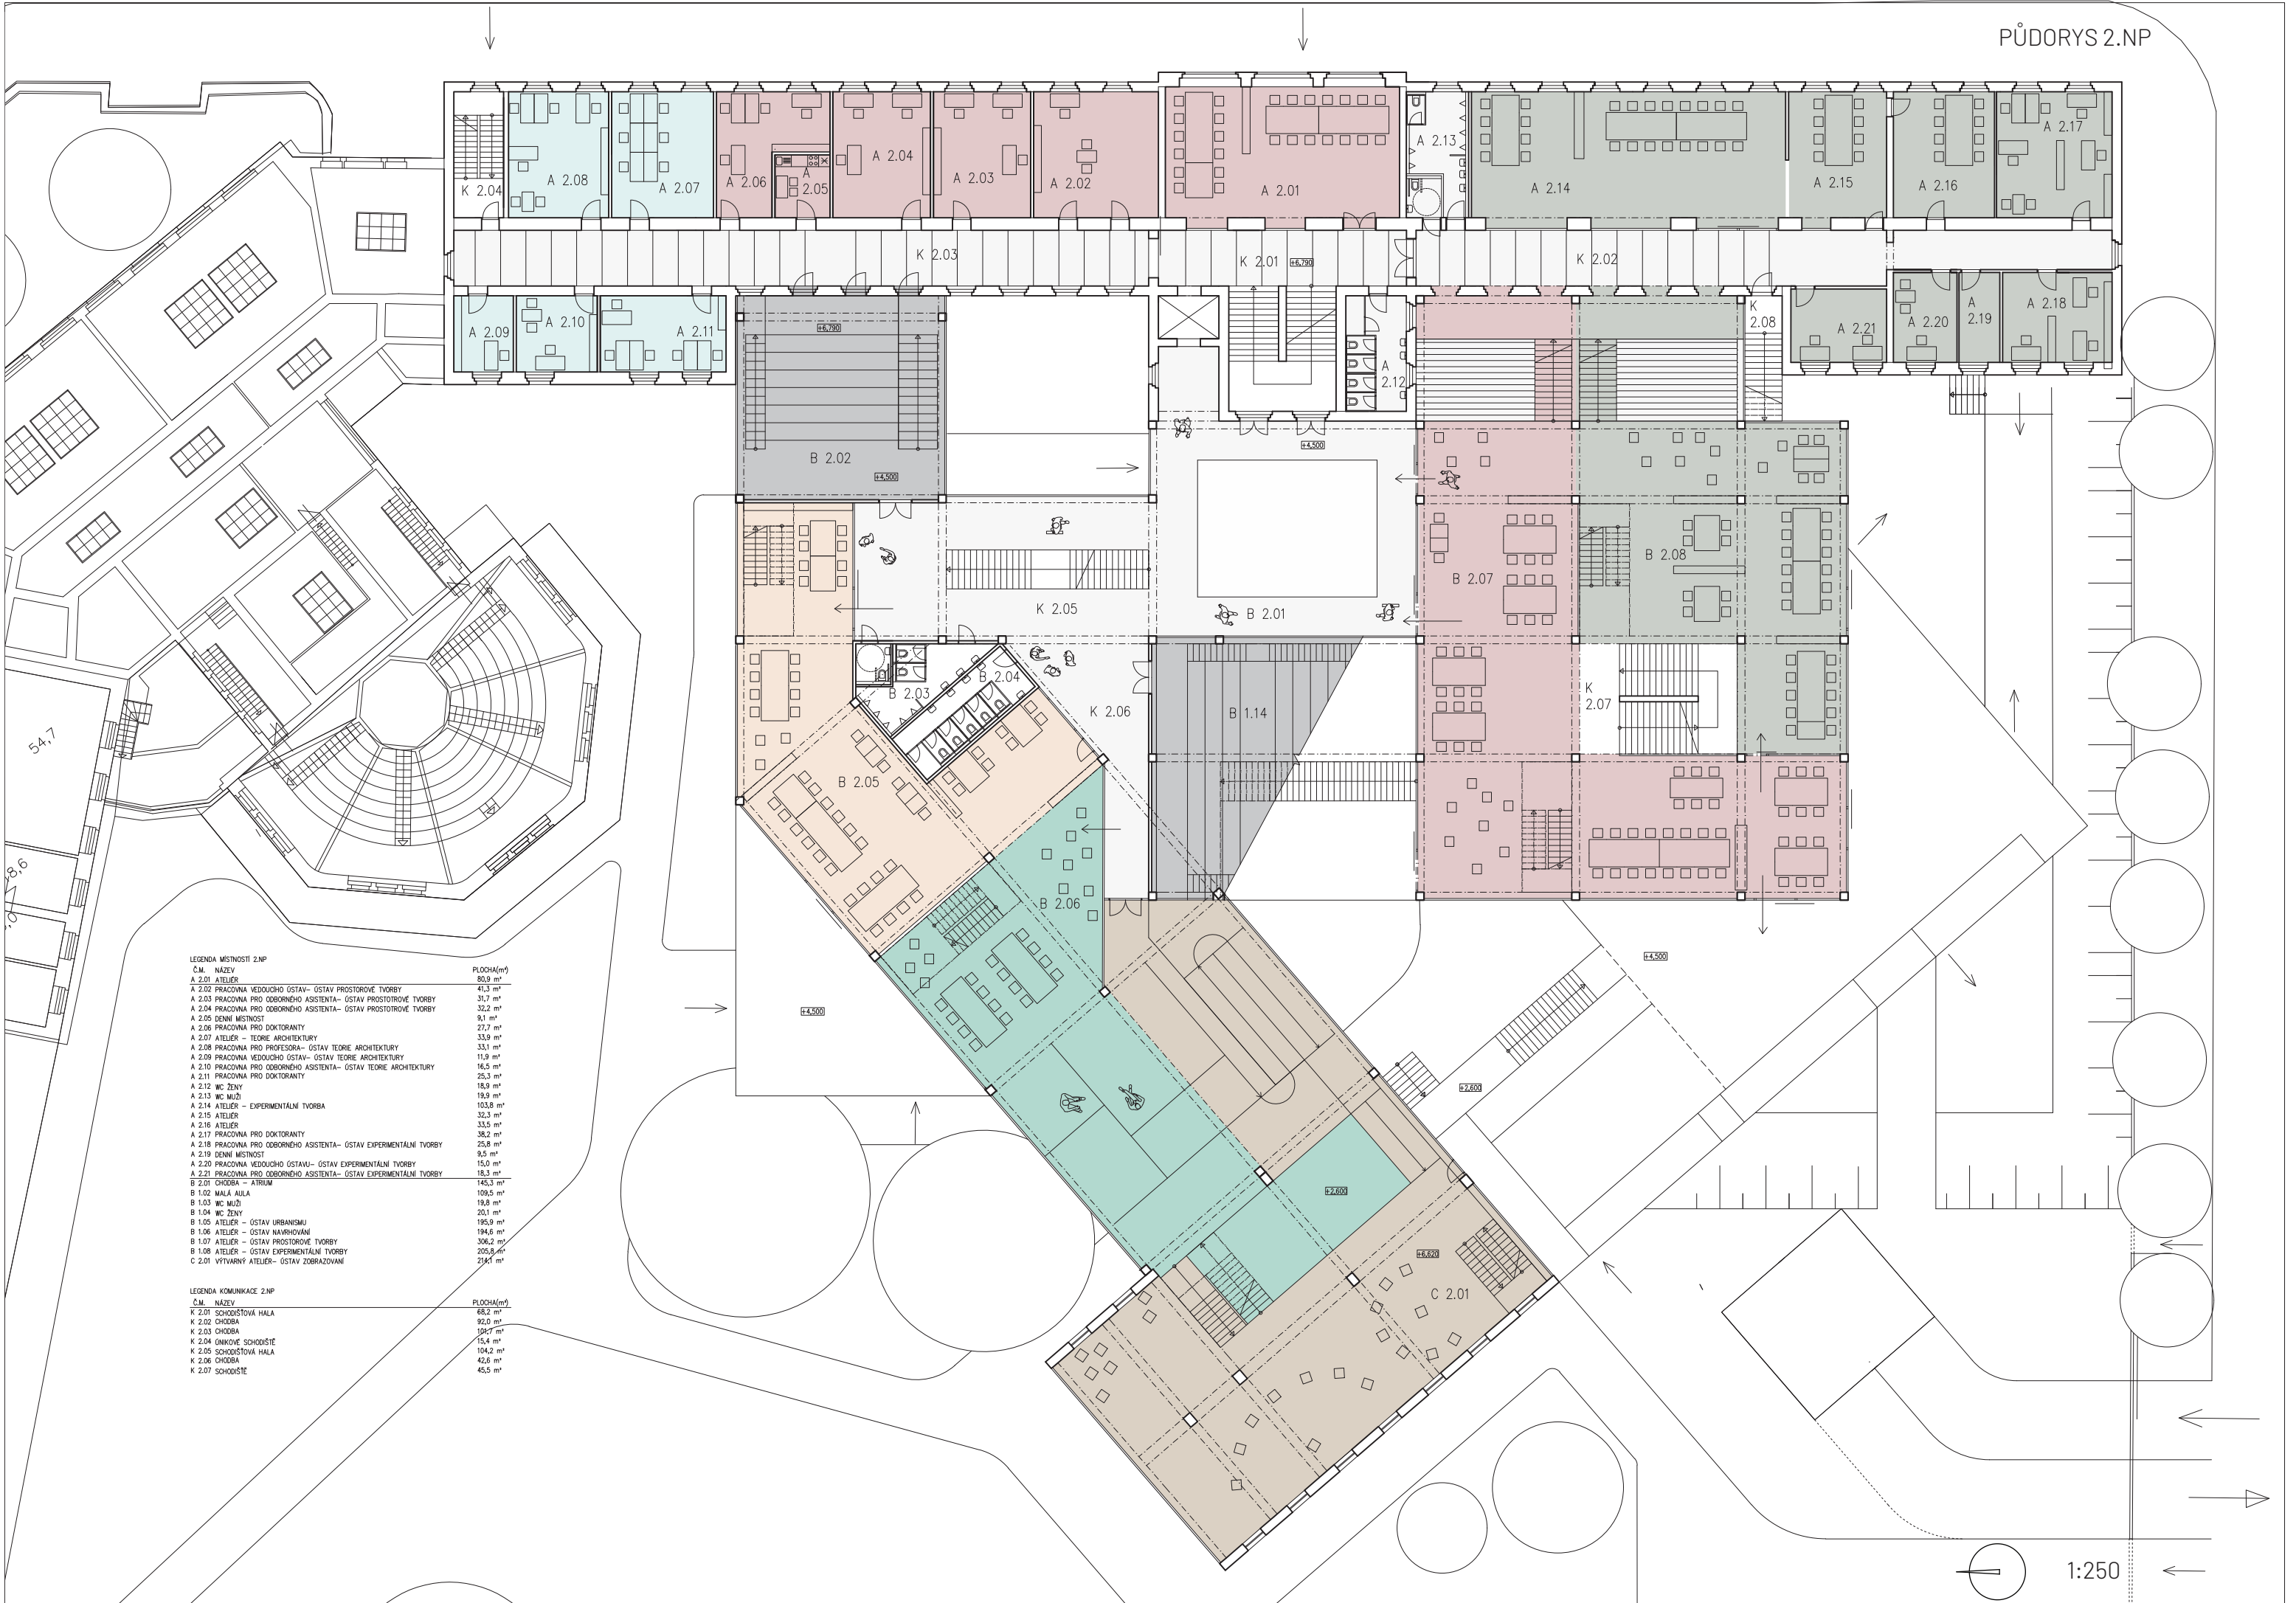 PŮDORYS 2.NP
K 2.04
A 2.08
A 2.07
A 2.06
A
2.05
A 2.04
A 2.03
A 2.02
A 2.01
A 2.13
A 2.14
A 2.15
A 2.16
A 2.17
K 2.03
K 2.01
+6,790
K 2.02
A 2.09
A 2.10
A 2.11
+6,790
A
2.12
K
2.08
A 2.21
A 2.20
A
2.19
A 2.18
B 2.02
+4,500
+4,500
K 2.05
B 2.01
B 2.07
B 2.08
B 2.03
B 2.04
K 2.06
B 1.14
K
2.07
54,7
B 2.05
B 2.06
+4,500
+4,500
+2,600
+2,600
+6,620
C 2.01
LEGENDA MÍSTNOSTÍ 2.NP
Č.M. NÁZEV PLOCHA(m²)
A 2.01 ATELIÉR 80,9 m²
A 2.02 PRACOVNA VEDOUCÍHO ÚSTAV– ÚSTAV PROSTOROVÉ TVORBY 41,3 m²
A 2.03 PRACOVNA PRO ODBORNÉHO ASISTENTA– ÚSTAV PROSTOTROVÉ TVORBY 31,7 m²
A 2.04 PRACOVNA PRO ODBORNÉHO ASISTENTA– ÚSTAV PROSTOTROVÉ TVORBY 32,2 m²
A 2.05 DENNÍ MÍSTNOST 9,1 m²
A 2.06 PRACOVNA PRO DOKTORANTY 27,7 m²
A 2.07 ATELIÉR – TEORIE ARCHITEKTURY 33,9 m²
A 2.08 PRACOVNA PRO PROFESORA– ÚSTAV TEORIE ARCHITEKTURY 33,1 m²
A 2.09 PRACOVNA VEDOUCÍHO ÚSTAV– ÚSTAV TEORIE ARCHITEKTURY 11,9 m²
A 2.10 PRACOVNA PRO ODBORNÉHO ASISTENTA– ÚSTAV TEORIE ARCHITEKTURY 16,5 m²
A 2.11 PRACOVNA PRO DOKTORANTY 25,3 m²
A 2.12 WC ŽENY 18,9 m²
A 2.13 WC MUŽI 19,9 m²
A 2.14 ATELIÉR – EXPERIMENTÁLNÍ TVORBA 103,8 m²
A 2.15 ATELIÉR 32,3 m²
A 2.16 ATELIÉR 33,5 m²
A 2.17 PRACOVNA PRO DOKTORANTY 38,2 m²
A 2.18 PRACOVNA PRO ODBORNÉHO ASISTENTA– ÚSTAV EXPERIMENTÁLNÍ TVORBY 25,8 m²
A 2.19 DENNÍ MÍSTNOST 9,5 m²
A 2.20 PRACOVNA VEDOUCÍHO ÚSTAVU– ÚSTAV EXPERIMENTÁLNÍ TVORBY 15,0 m²
A 2.21 PRACOVNA PRO ODBORNÉHO ASISTENTA– ÚSTAV EXPERIMENTÁLNÍ TVORBY 18,3 m²
B 2.01 CHODBA – ATRIUM 145,3 m²
B 1.02 MALÁ AULA 109,5 m²
B 1.03 WC MUŽI 19,8 m²
B 1.04 WC ŽENY 20,1 m²
B 1.05 ATELIÉR – ÚSTAV URBANISMU 195,9 m²
B 1.06 ATELIÉR – ÚSTAV NAVRHOVÁNÍ 194,6 m²
B 1.07 ATELIÉR – ÚSTAV PROSTOROVÉ TVORBY 306,2 m²
B 1.08 ATELIÉR – ÚSTAV EXPERIMENTÁLNÍ TVORBY 205,8 m²
C 2.01 VÝTVARNÝ ATELIÉR– ÚSTAV ZOBRAZOVANÍ 214,1 m²
LEGENDA KOMUNIKACE 2.NP
Č.M. NÁZEV PLOCHA(m²)
K 2.01 SCHODIŠŤOVÁ HALA 68,2 m²
K 2.02 CHODBA 92,0 m²
K 2.03 CHODBA 101,7 m²
K 2.04 ÚNIKOVÉ SCHODIŠTĚ 15,4 m²
K 2.05 SCHODIŠŤOVÁ HALA 104,2 m²
K 2.06 CHODBA 42,6 m²
K 2.07 SCHODIŠTĚ 45,5 m²
1:250